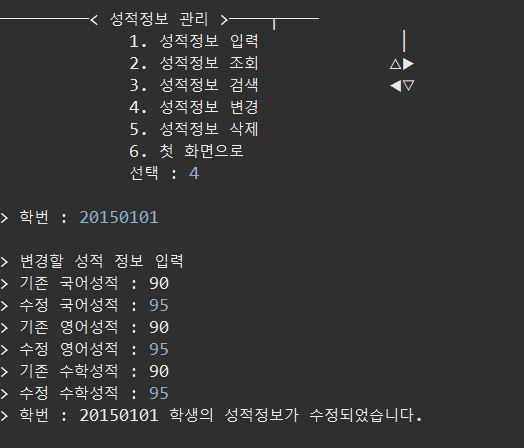 < 성적정보 관리 >
1. 성적정보 입력
2. 성적정보 조회
3. 성적정보 검색
4. 성적정보 변경
5. 성적정보 삭제
6. 첫 화면으로
선택 : 4
> 학번 : 20150101
> 변경할 성적 정보 입력
> 기존 국어성적 : 90
> 수정 국어성적 : 95
> 기존 영어성적 : 90
> 수정 영어성적 : 95
> 기존 수학성적 : 90
> 수정 수학성적 : 95
> 학번 : 20150101 학생의 성적정보가 수정되었습니다.